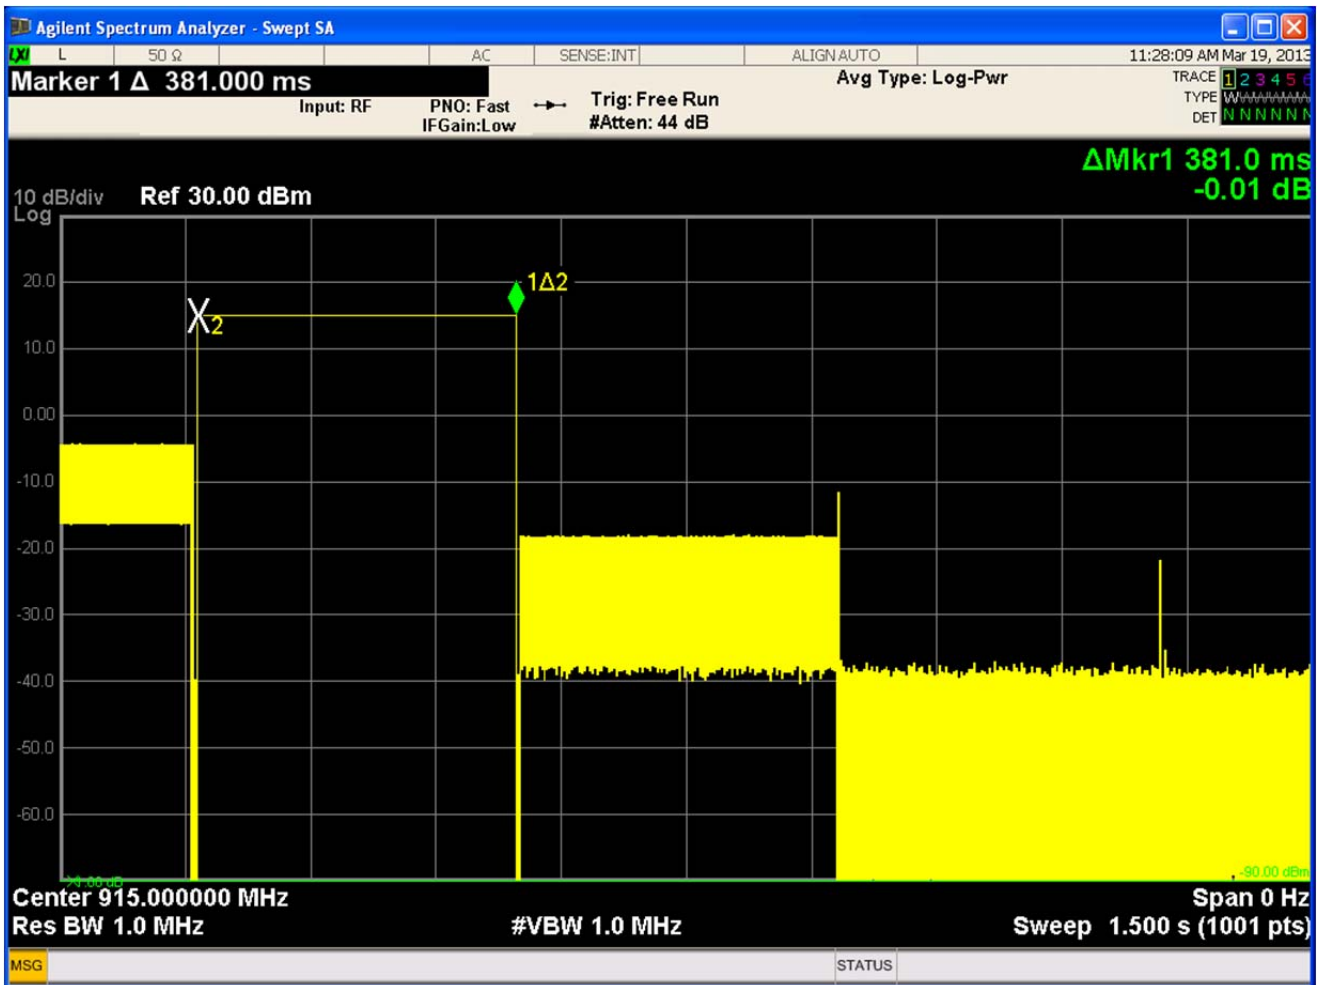 Agilent Spectrum Analyzer - Swept SA
LXI L 50 Ω AC SENSE:INT ALIGN AUTO 11:28:09 AM Mar 19, 2013
Marker 1 Δ 381.000 ms
Avg Type: Log-Pwr
TRACE 1 2 3 4 5 6
Input: RF PNO: Fast Trig: Free Run
TYPE
IFGain:Low #Atten: 44 dB
DET N N N N N N
ΔMkr1 381.0 ms
-0.01 dB
10 dB/div Ref 30.00 dBm
Log
20.0
1Δ2
X2
10.0
0.00
-10.0
-20.0
-30.0
-40.0
-50.0
-60.0
-90.00 dBm
Center 915.000000 MHz Span 0 Hz
Res BW 1.0 MHz #VBW 1.0 MHz Sweep 1.500 s (1001 pts)
MSG STATUS